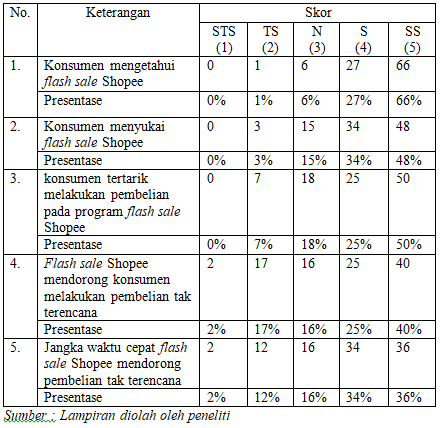 No. Keterangan Skor
STS (1) TS (2) N (3) S (4) SS (5)
1. Konsumen mengetahui flash sale Shopee 0 1 6 27 66
Presentase 0% 1% 6% 27% 66%
2. Konsumen menyukai flash sale Shopee 0 3 15 34 48
Presentase 0% 3% 15% 34% 48%
3. konsumen tertarik melakukan pembelian pada program flash sale Shopee 0 7 18 25 50
Presentase 0% 7% 18% 25% 50%
4. Flash sale Shopee mendorong konsumen melakukan pembelian tak terencana 2 17 16 25 40
Presentase 2% 17% 16% 25% 40%
5. Jangka waktu cepat flash sale Shopee mendorong pembelian tak terencana 2 12 16 34 36
Presentase 2% 12% 16% 34% 36%
Sumber : Lampiran diolah oleh peneliti